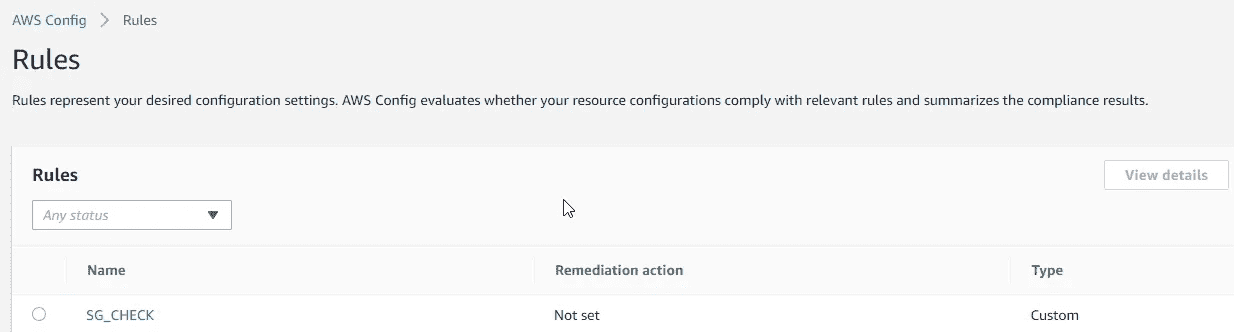 AWS Config > Rules
Rules
Rules represent your desired configuration settings. AWS Config evaluates whether your resource configurations comply with relevant rules and summarizes the compliance results.
Rules
View details
Any status
Name Remediation action Type
SG_CHECK Not set Custom